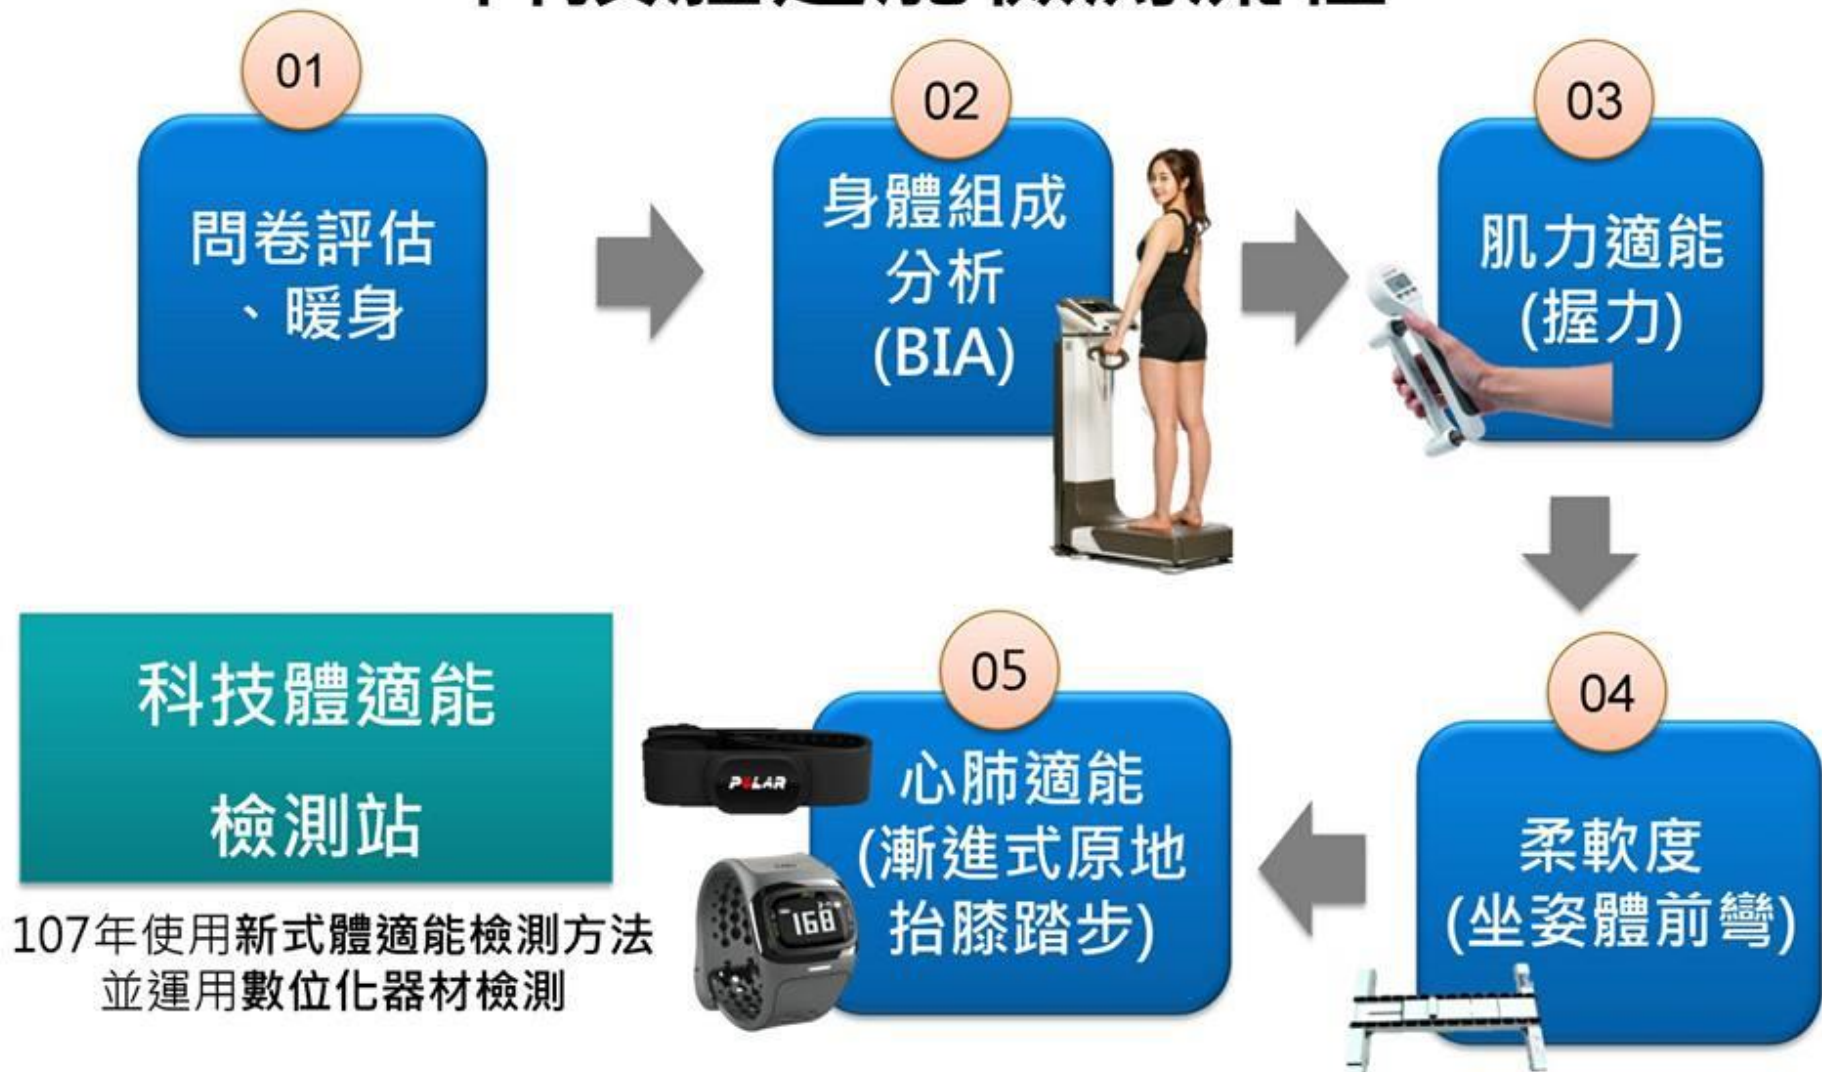 01
問卷評估
、暖身
02
身體組成
分析
(BIA)
03
肌力適能
(握力)
04
柔軟度
(坐姿體前彎)
05
心肺適能
(漸進式原地
抬膝踏步)
POLAR
168
科技體適能
檢測站
107年使用新式體適能檢測方法
並運用數位化器材檢測